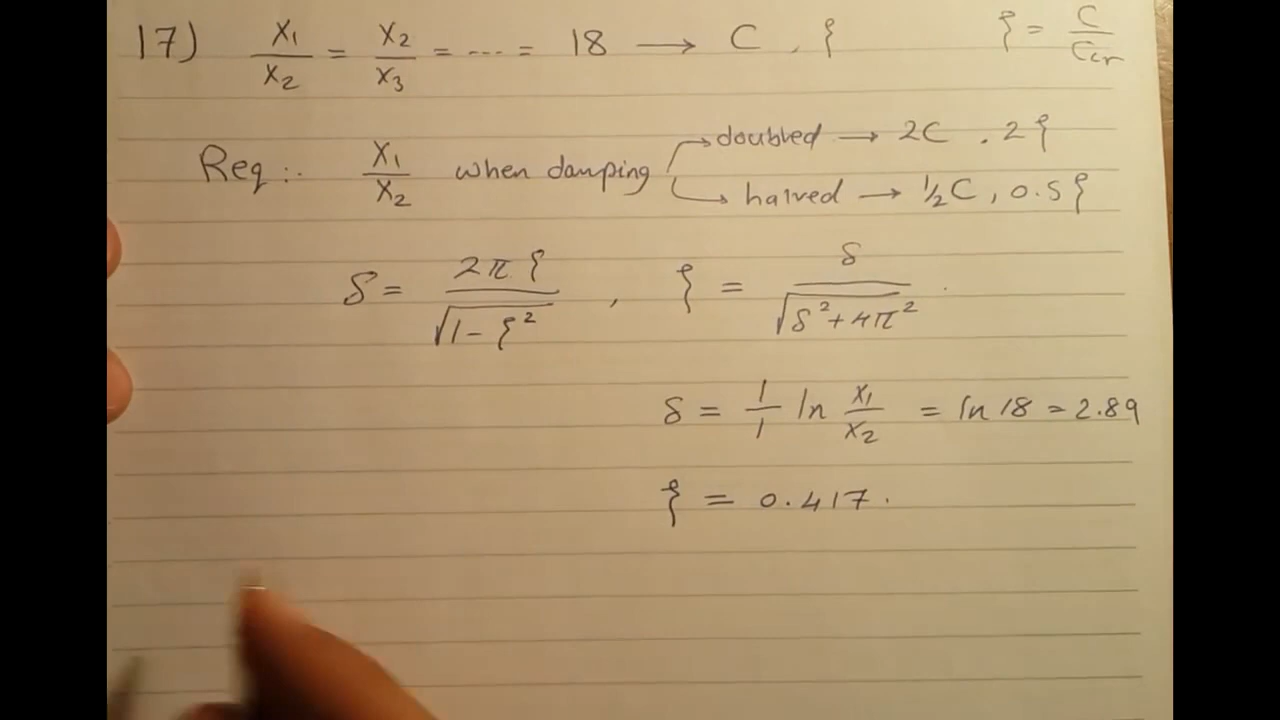 17) X₁/X₂ = X₂/X₃ = ---- = 18 → C , ξ ξ = C/Ccr
Req :. X₁/X₂ when damping
doubled → 2C , 2ξ
halved → ½C , 0.5ξ
δ = 2πξ/√(1-ξ²) , ξ = δ/√(δ²+4π²)
δ = 1/1 ln X₁/X₂ = ln 18 = 2.89
ξ = 0.417.